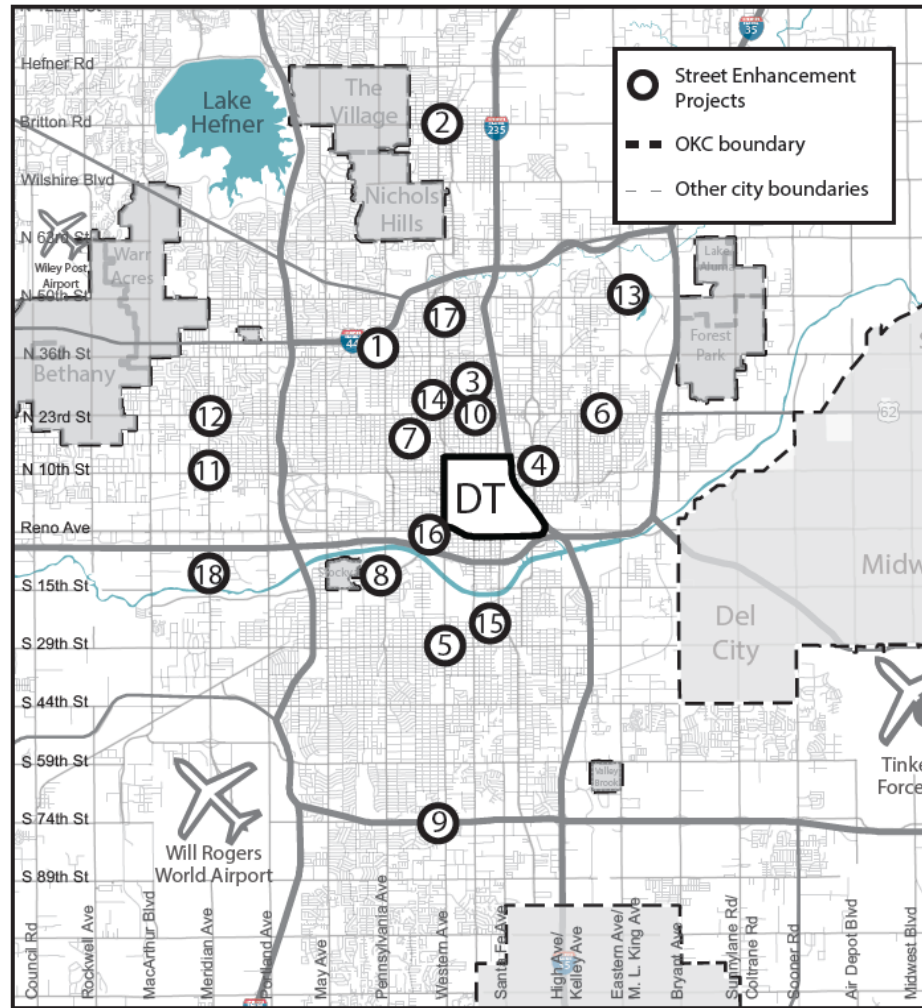 N 122nd St
Hefner Rd
Britton Rd
Wilshire Blvd
N 63rd St
N 50th St
N 36th St
N 23rd St
N 10th St
Reno Ave
S 15th St
S 29th St
S 44th St
S 59th St
S 74th St
S 89th St
Lake
Hefner
The
Village
Nichols
Hills
2
235
35
Street Enhancement
Projects
OKC boundary
Other city boundaries
Wiley Post
Airport
Warr
Acres
Bethany
Lake
Aluma
Forest
Park
13
17
44
1
3
14
10
6
12
7
62
11
4
DT
16
18
8
15
5
Del
City
Midw
Valley
Brook
Tinke
Force
9
Will Rogers
World Airport
Council Rd
Rockwell Ave
MacArthur Blvd
Meridian Ave
Portland Ave
May Ave
Pennsylvania Ave
Western Ave
Santa Fe Ave
High Ave/
Kelley Ave
Eastern Ave/
M. L. King Ave
Bryant Ave
Sunnylane Rd/
Coltrane Rd
Sooner Rd
Air Depot Blvd
Midwest Blvd